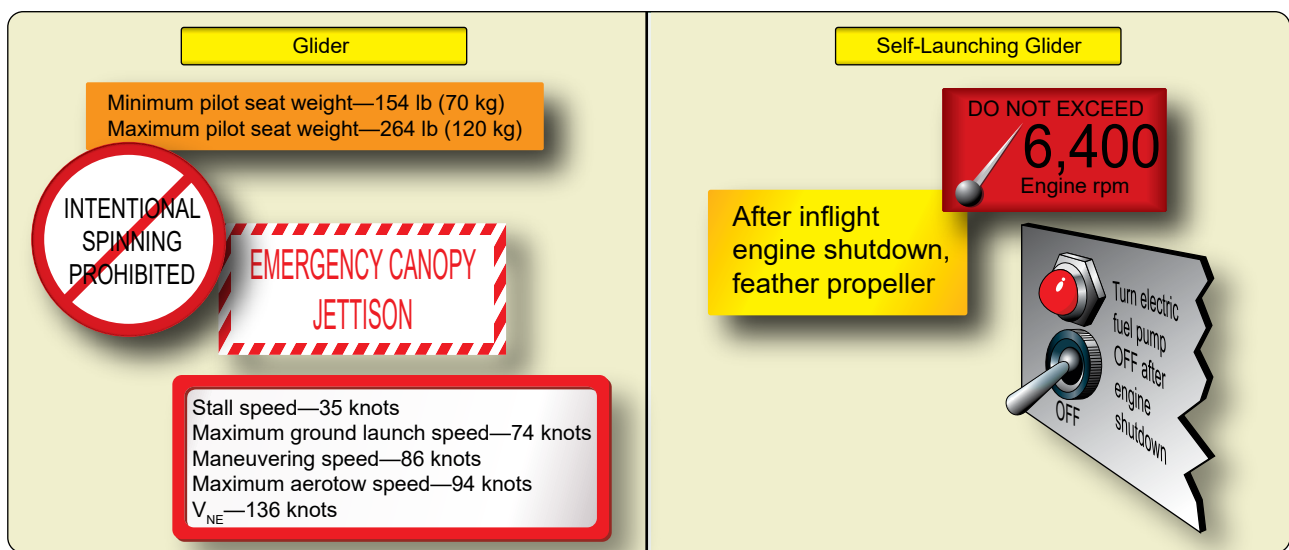 Glider
Minimum pilot seat weight—154 lb (70 kg)
Maximum pilot seat weight—264 lb (120 kg)
INTENTIONAL
SPINNING
PROHIBITED
EMERGENCY CANOPY
JETTISON
Stall speed—35 knots
Maximum ground launch speed—74 knots
Maneuvering speed—86 knots
Maximum aerotow speed—94 knots
VNE—136 knots
Self-Launching Glider
DO NOT EXCEED
6,400
Engine rpm
After inflight
engine shutdown,
feather propeller
Turn electric
fuel pump
OFF after
engine
shutdown
OFF